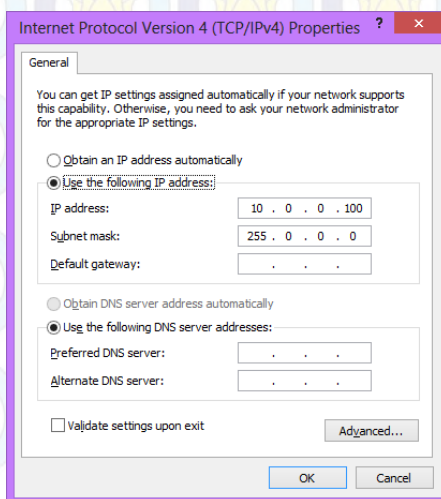 Internet Protocol Version 4 (TCP/IPv4) Properties ? ×
General
You can get IP settings assigned automatically if your network supports
this capability. Otherwise, you need to ask your network administrator
for the appropriate IP settings.
Obtain an IP address automatically
Use the following IP address:
IP address: 10 . 0 . 0 . 100
Subnet mask: 255 . 0 . 0 . 0
Default gateway: . . .
Obtain DNS server address automatically
Use the following DNS server addresses:
Preferred DNS server: . . .
Alternate DNS server: . . .
Validate settings upon exit
Advanced...
OK Cancel